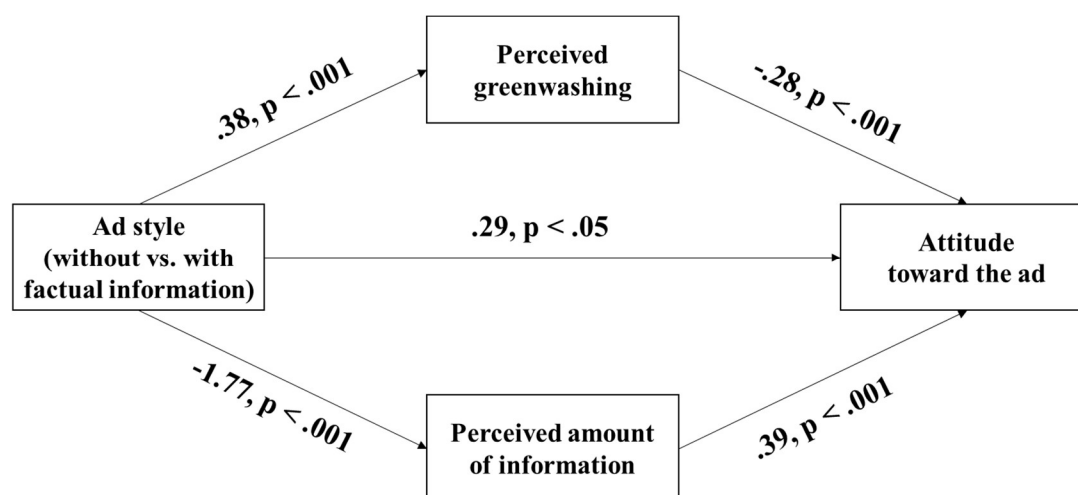 Perceived
greenwashing
.38, p < .001
-.28, p < .001
Ad style
(without vs. with
factual information)
.29, p < .05
Attitude
toward the ad
-1.77, p < .001
.39, p < .001
Perceived amount
of information